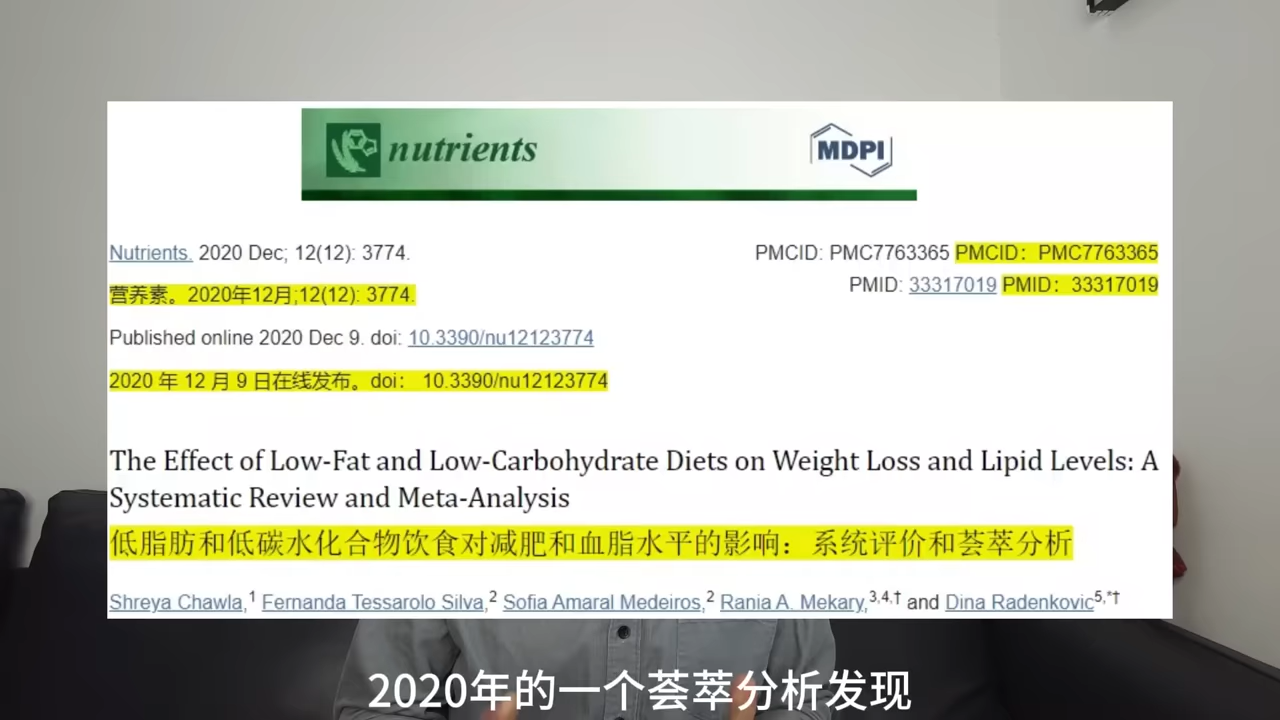 nutrients
MDPI
Nutrients. 2020 Dec; 12(12): 3774.
PMCID: PMC7763365 PMCID： PMC7763365
营养素。2020年12月;12(12): 3774.
PMID: 33317019 PMID： 33317019
Published online 2020 Dec 9. doi: 10.3390/nu12123774
2020 年 12 月 9 日在线发布。doi： 10.3390/nu12123774
The Effect of Low-Fat and Low-Carbohydrate Diets on Weight Loss and Lipid Levels: A
Systematic Review and Meta-Analysis
低脂肪和低碳水化合物饮食对减肥和血脂水平的影响：系统评价和荟萃分析
Shreya Chawla,1 Fernanda Tessarolo Silva,2 Sofia Amaral Medeiros,2 Rania A. Mekary,3,4,† and Dina Radenkovic5,*†
2020年的一个荟萃分析发现